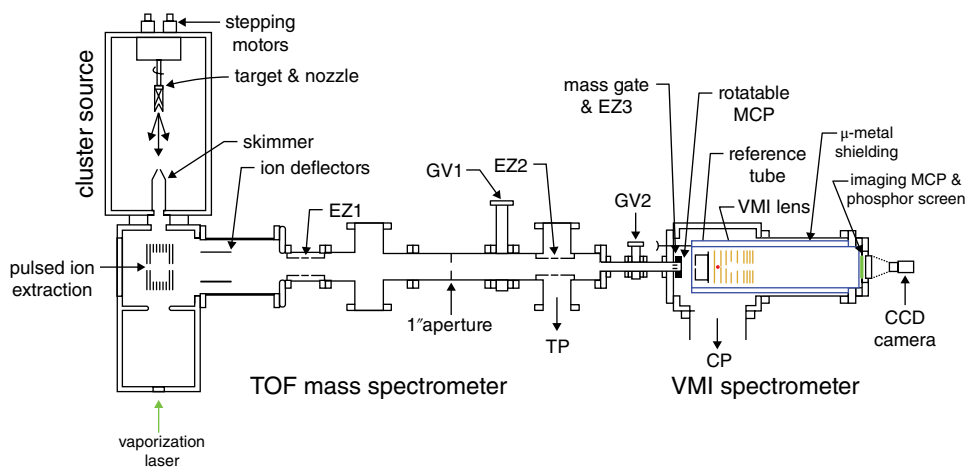 stepping
motors
target & nozzle
cluster source
skimmer
ion deflectors
EZ1
pulsed ion
extraction
GV1
EZ2
1″aperture
TP
GV2
mass gate
& EZ3
rotatable
MCP
reference
tube
VMI lens
μ-metal
shielding
imaging MCP &
phosphor screen
CCD
camera
CP
TOF mass spectrometer
VMI spectrometer
vaporization
laser